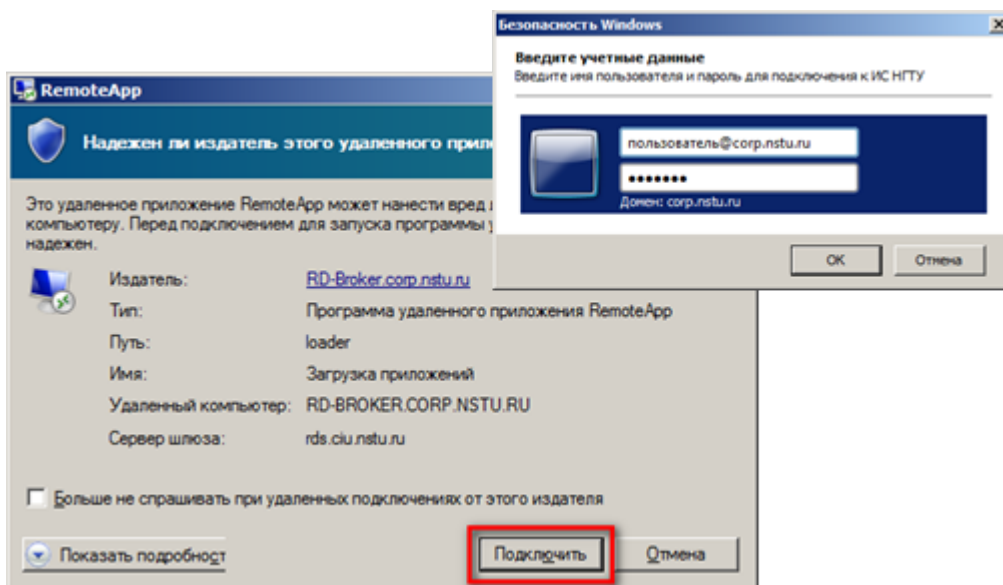 Безопасность Windows
Введите учетные данные
Введите имя пользователя и пароль для подключения к ИС НГТУ
пользователь@corp.nstu.ru
•••••••
Домен: corp.nstu.ru
ОК
Отмена
RemoteApp
Надежен ли издатель этого удаленного
Это удаленное приложение RemoteApp может нанести вред
компьютеру. Перед подключением для запуска программы
надежен.
Издатель: RD-Broker.corp.nstu.ru
Тип: Программа удаленного приложения RemoteApp
Путь: loader
Имя: Загрузка приложений
Удаленный компьютер: RD-BROKER.CORP.NSTU.RU
Сервер шлюза: rds.ciu.nstu.ru
Больше не спрашивать при удаленных подключениях от этого издателя
Показать подробност
Подключить
Отмена